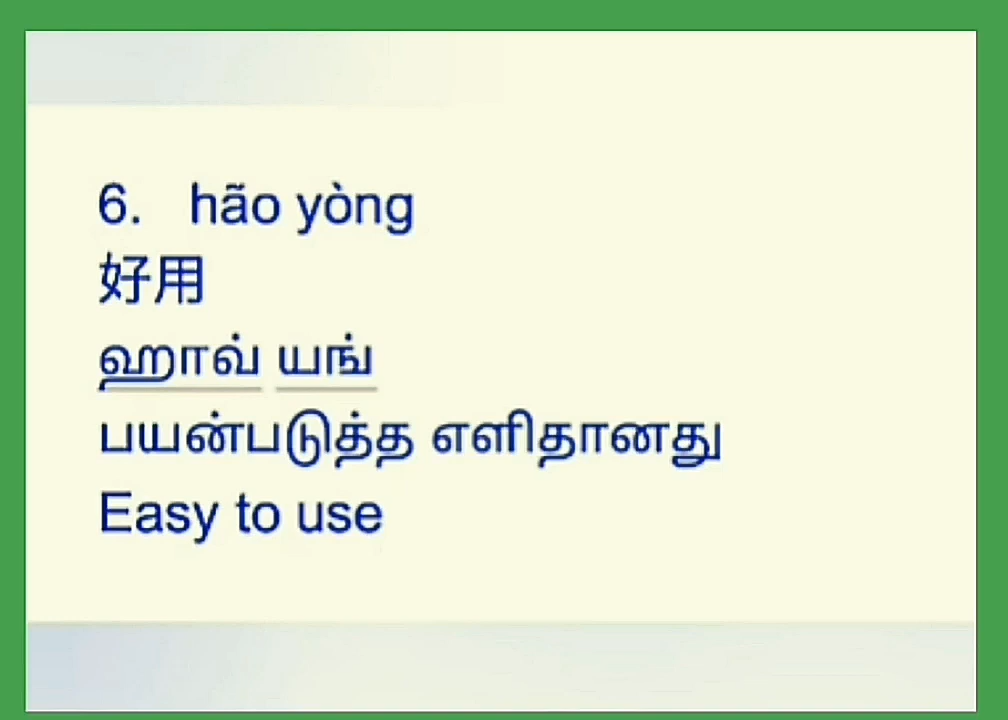 6. hão yòng
好用
ஹாவ் யங்
பயன்படுத்த எளிதானது
Easy to use